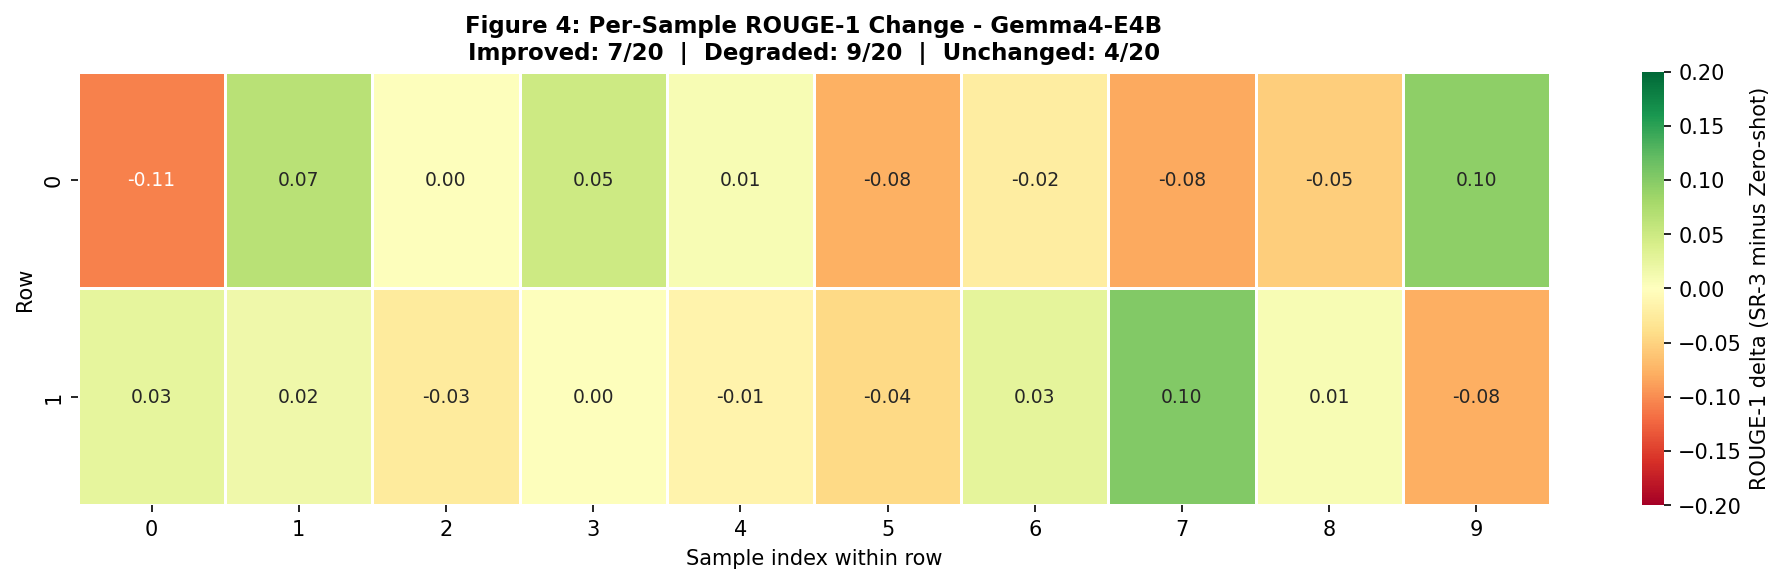 Figure 4: Per-Sample ROUGE-1 Change - Gemma4-E4B
Improved: 7/20 | Degraded: 9/20 | Unchanged: 4/20
Row
0
-0.11 0.07 0.00 0.05 0.01 -0.08 -0.02 -0.08 -0.05 0.10
1
0.03 0.02 -0.03 0.00 -0.01 -0.04 0.03 0.10 0.01 -0.08
0 1 2 3 4 5 6 7 8 9
Sample index within row
0.20
0.15
0.10
0.05
0.00
−0.05
−0.10
−0.15
−0.20
ROUGE-1 delta (SR-3 minus Zero-shot)